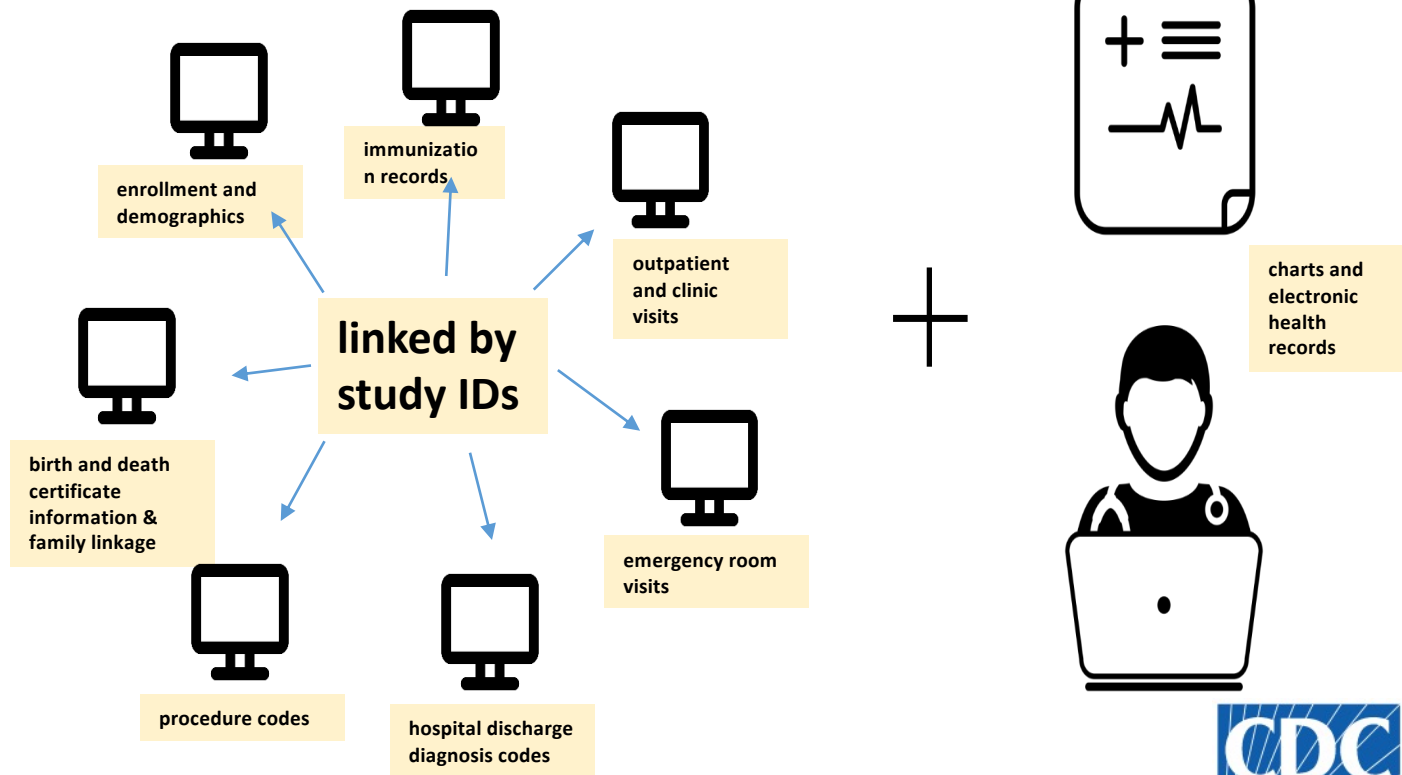 immunizatio
n records
enrollment and
demographics
outpatient
and clinic
visits
linked by
study IDs
birth and death
certificate
information &
family linkage
emergency room
visits
procedure codes
hospital discharge
diagnosis codes
charts and
electronic
health
records
CDC